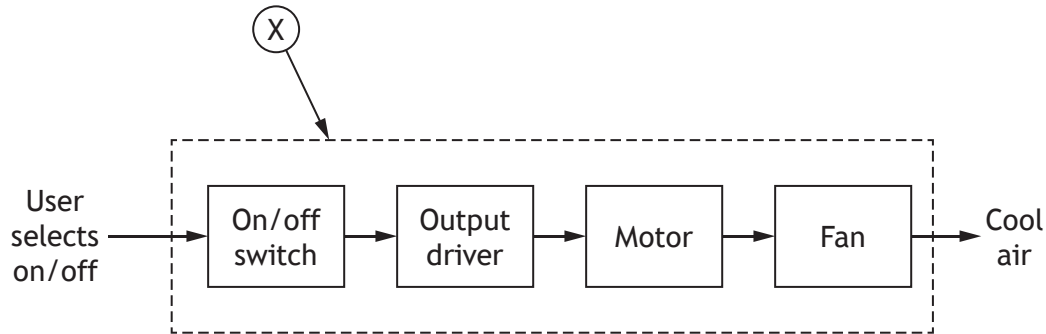 X
User
selects
on/off
On/off
switch
Output
driver
Motor
Fan
Cool
air